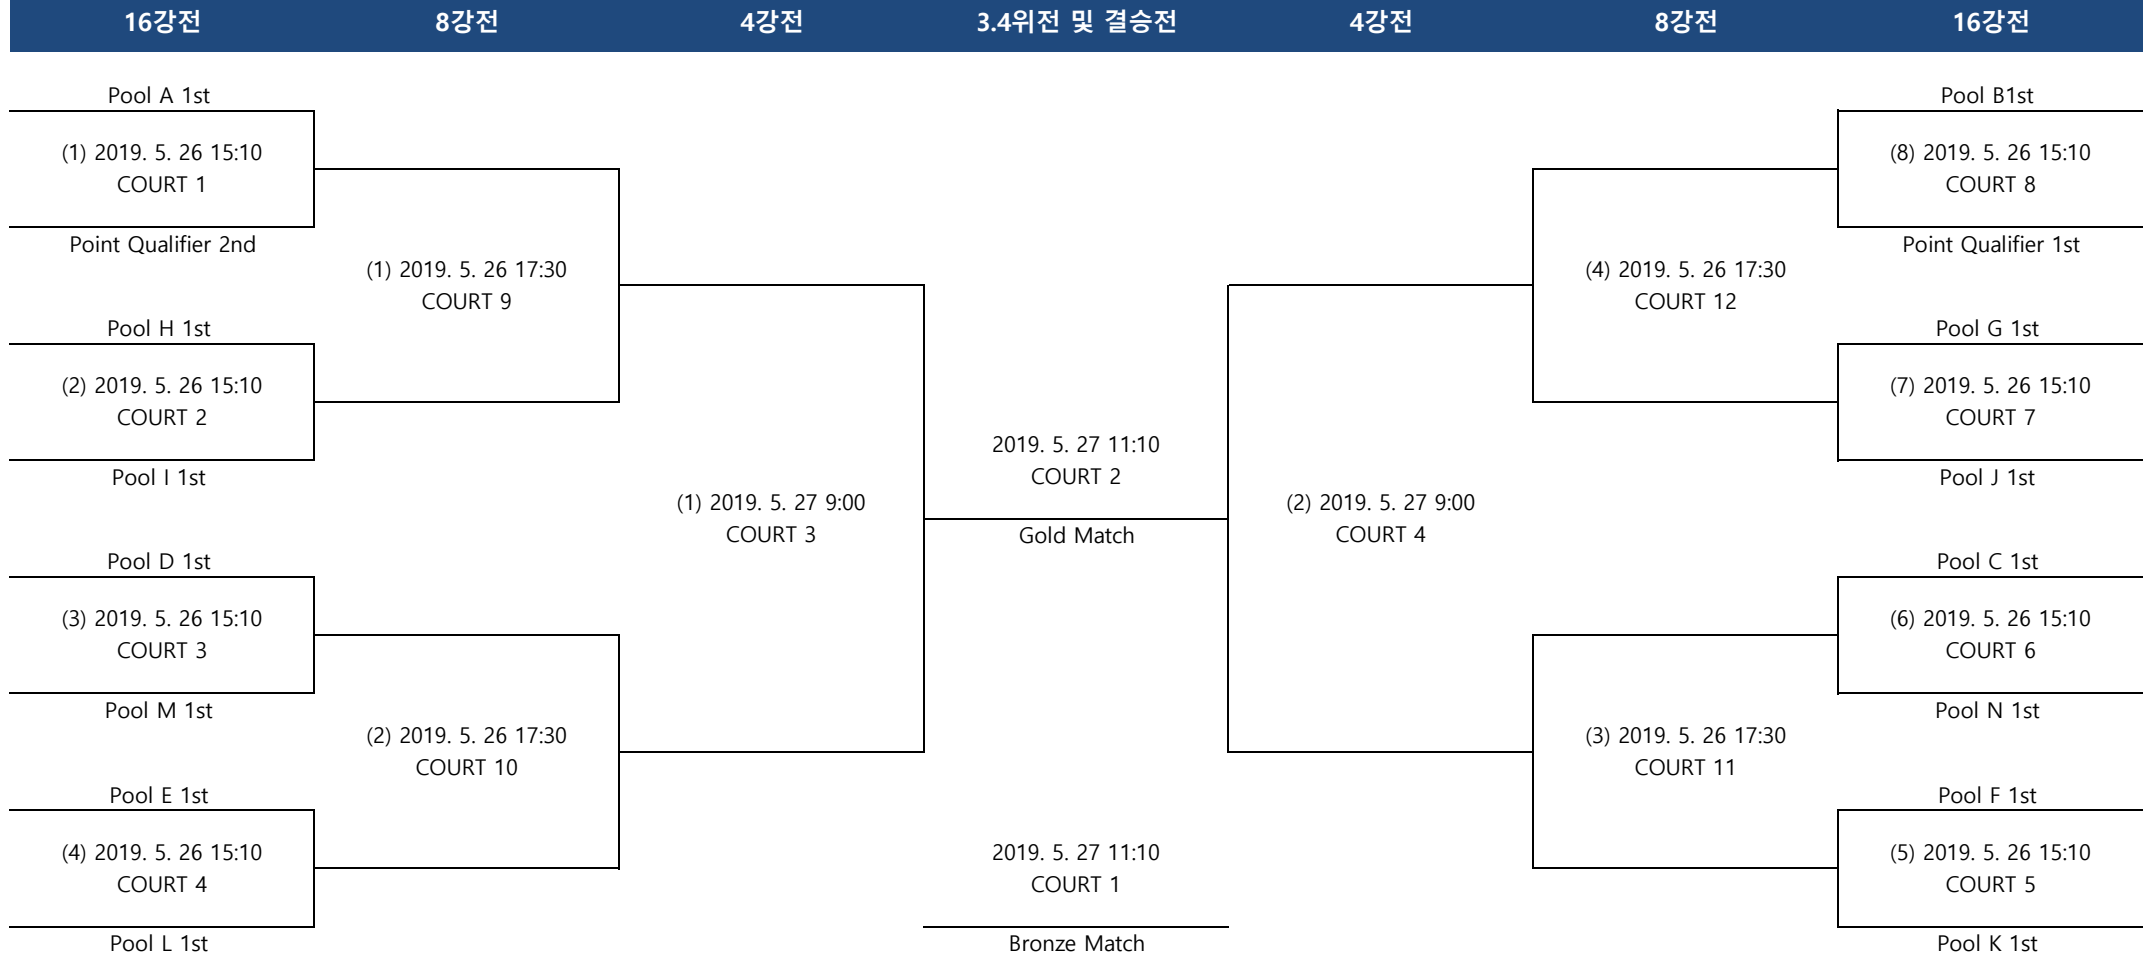 16강전 8강전 4강전 3.4위전 및 결승전 4강전 8강전 16강전
Pool A 1st
(1) 2019. 5. 26 15:10
COURT 1
Point Qualifier 2nd
(1) 2019. 5. 26 17:30
COURT 9
Pool H 1st
(2) 2019. 5. 26 15:10
COURT 2
Pool I 1st
(1) 2019. 5. 27 9:00
COURT 3
Pool D 1st
(3) 2019. 5. 26 15:10
COURT 3
Pool M 1st
(2) 2019. 5. 26 17:30
COURT 10
Pool E 1st
(4) 2019. 5. 26 15:10
COURT 4
Pool L 1st
2019. 5. 27 11:10
COURT 2
Gold Match
2019. 5. 27 11:10
COURT 1
Bronze Match
Pool B1st
(8) 2019. 5. 26 15:10
COURT 8
Point Qualifier 1st
(4) 2019. 5. 26 17:30
COURT 12
Pool G 1st
(7) 2019. 5. 26 15:10
COURT 7
Pool J 1st
(2) 2019. 5. 27 9:00
COURT 4
Pool C 1st
(6) 2019. 5. 26 15:10
COURT 6
Pool N 1st
(3) 2019. 5. 26 17:30
COURT 11
Pool F 1st
(5) 2019. 5. 26 15:10
COURT 5
Pool K 1st